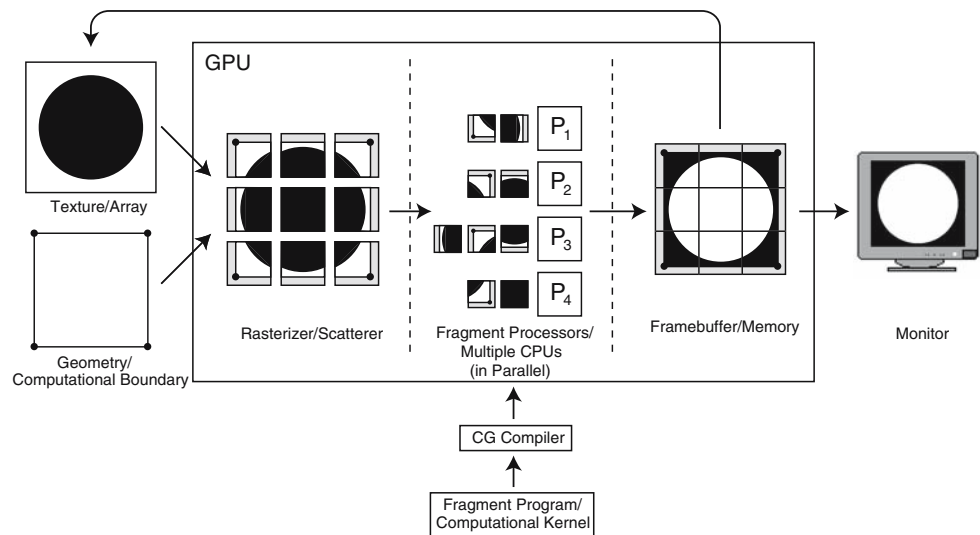 GPU
Texture/Array
Geometry/
Computational Boundary
Rasterizer/Scatterer
P1
P2
P3
P4
Fragment Processors/
Multiple CPUs
(in Parallel)
Framebuffer/Memory
Monitor
CG Compiler
Fragment Program/
Computational Kernel